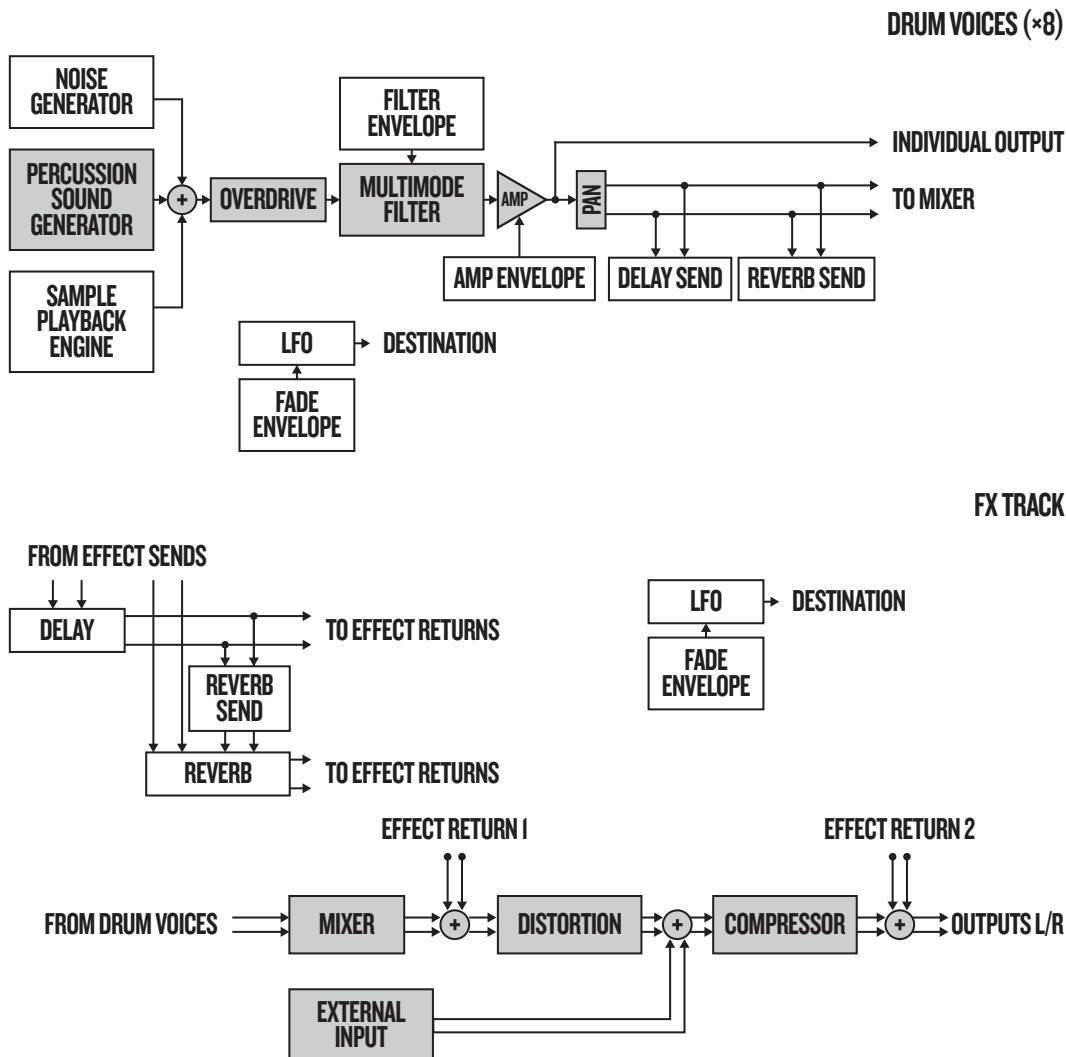 DRUM VOICES (×8)
NOISE
GENERATOR
PERCUSSION
SOUND
GENERATOR
SAMPLE
PLAYBACK
ENGINE
+
OVERDRIVE
FILTER
ENVELOPE
MULTIMODE
FILTER
AMP
AMP ENVELOPE
PAN
INDIVIDUAL OUTPUT
TO MIXER
DELAY SEND
REVERB SEND
LFO
DESTINATION
FADE
ENVELOPE
FX TRACK
FROM EFFECT SENDS
DELAY
TO EFFECT RETURNS
REVERB
SEND
REVERB
TO EFFECT RETURNS
LFO
DESTINATION
FADE
ENVELOPE
EFFECT RETURN 1
EFFECT RETURN 2
FROM DRUM VOICES
MIXER
+
DISTORTION
+
COMPRESSOR
+
OUTPUTS L/R
EXTERNAL
INPUT